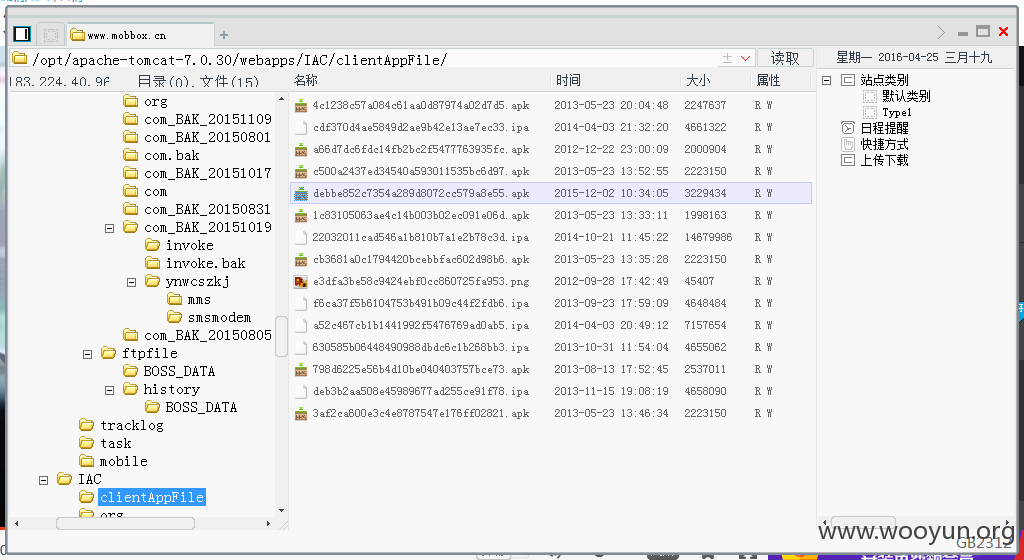 www.mobbox.cn
/opt/apache-tomcat-7.0.30/webapps/IAC/clientAppFile/
读取
星期一 2016-04-25 三月十九
183.224.40.96 目录(0), 文件(15)
名称 时间 大小 属性
org
com_BAK_20151109
com_BAK_20150801
com.bak
com_BAK_20151017
com
com_BAK_20150831
com_BAK_20151019
invoke
invoke.bak
ynwcszkj
mms
smsmodem
com_BAK_20150805
ftpfile
BOSS_DATA
history
BOSS_DATA
tracklog
task
mobile
IAC
clientAppFile
org
4c1238c57a084c61aa0d87974a02d7d5.apk 2013-05-23 20:04:48 2247637 R W
cdf370d4ae5849d2ae9b42e13ae7ec33.ipa 2014-04-03 21:32:20 4661322 R W
a66d7dc6fdc14fb2bc2f5477763935fc.apk 2012-12-22 23:00:09 2000904 R W
c500a2437ed34540a593011535bc6d97.apk 2013-05-23 13:52:55 2223150 R W
debbe852c7354a289d8072cc579a8e55.apk 2015-12-02 10:34:05 3229434 R W
1c83105063ae4c14b003b02ec091e06d.apk 2013-05-23 13:33:11 1998163 R W
22032011cad546a1b810b7a1e2b78c3d.ipa 2014-10-21 11:45:22 14679986 R W
cb3681a0c1794420bcebbfac602d98b6.apk 2013-05-23 13:35:28 2223150 R W
e3dfa3be58c9424ebf0cc860725fa953.png 2012-09-28 17:42:49 45407 R W
f6ca37f5b6104753b491b09c44f2fdb6.ipa 2013-09-23 17:59:09 4648484 R W
a52c467cb1b1441992f5476769ad0ab5.ipa 2014-04-03 20:49:12 7157654 R W
630585b06448490988dbdc6c1b268bb3.ipa 2013-10-31 11:54:04 4655062 R W
798d6225e56b4d10be040403757bce73.apk 2013-08-13 17:52:45 2537011 R W
deb3b2aa508e45989677ad255ce91f78.ipa 2013-11-15 19:08:19 4658090 R W
3af2ca600e3c4e8787547e176ff02821.apk 2013-05-23 13:46:34 2223150 R W
站点类别
默认类别
Type1
日程提醒
快捷方式
上传下载
www.wooyun.org
GB2312